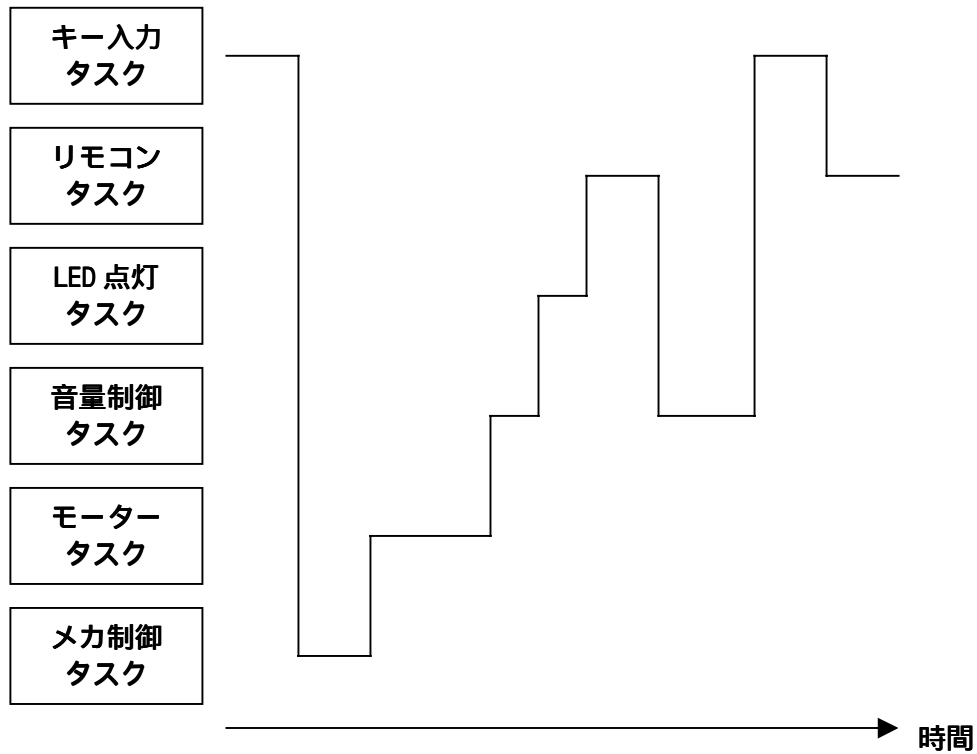 キー入力
タスク
リモコン
タスク
LED 点灯
タスク
音量制御
タスク
モーター
タスク
メカ制御
タスク
時間